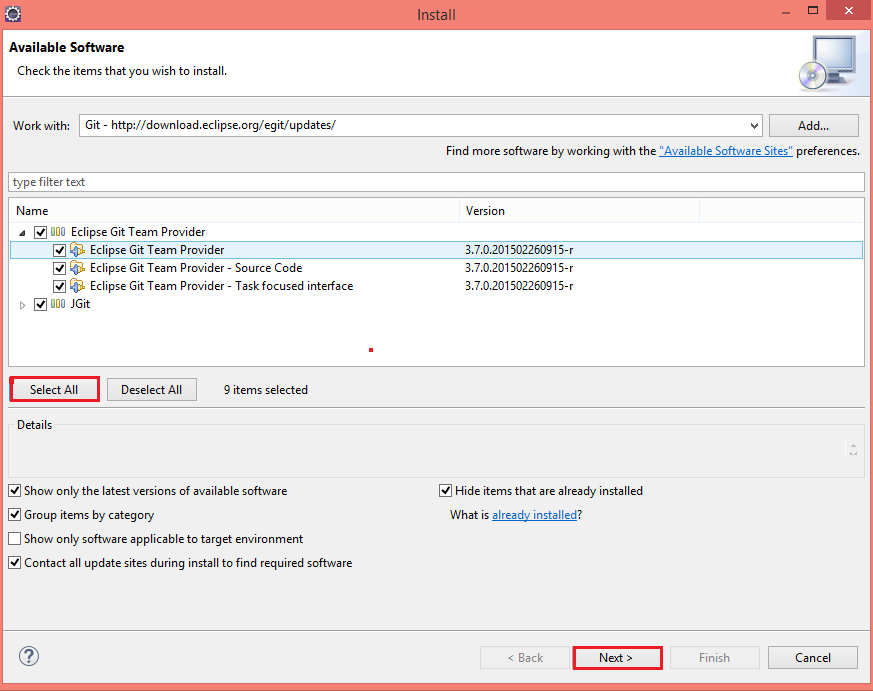 Install
Available Software
Check the items that you wish to install.
Work with: Git - http://download.eclipse.org/egit/updates/ Add...
Find more software by working with the "Available Software Sites" preferences.
type filter text
Name Version
Eclipse Git Team Provider
Eclipse Git Team Provider 3.7.0.201502260915-r
Eclipse Git Team Provider - Source Code 3.7.0.201502260915-r
Eclipse Git Team Provider - Task focused interface 3.7.0.201502260915-r
JGit
Select All Deselect All 9 items selected
Details
Show only the latest versions of available software Hide items that are already installed
Group items by category What is already installed?
Show only software applicable to target environment
Contact all update sites during install to find required software
? < Back Next > Finish Cancel